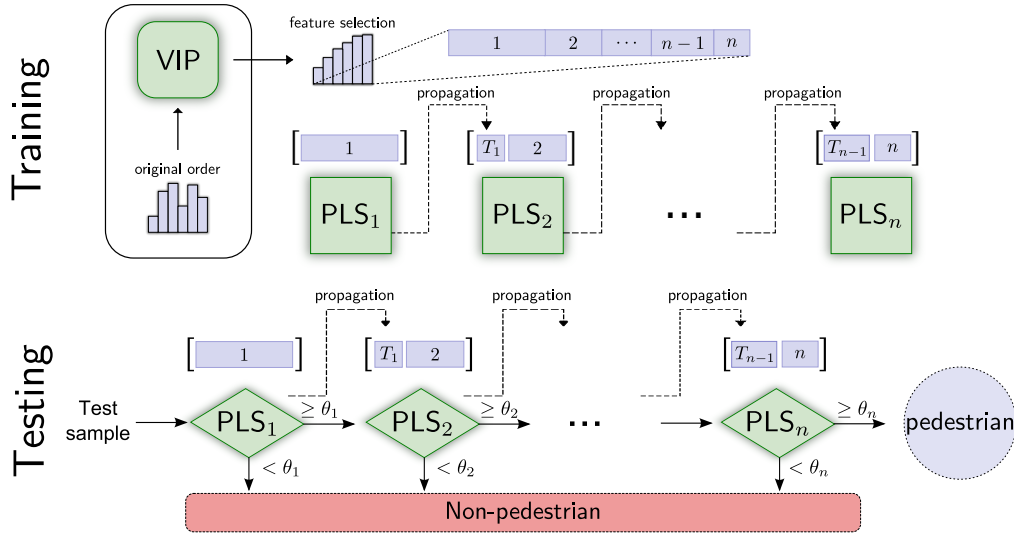 Training
VIP
original order
feature selection
1 2 ··· n − 1 n
propagation propagation propagation
[ 1 ] [ T₁ 2 ] [ Tₙ₋₁ n ]
PLS₁ PLS₂ ··· PLSₙ
Testing
propagation propagation propagation
[ 1 ] [ T₁ 2 ] [ Tₙ₋₁ n ]
Test
sample
PLS₁ ≥ θ₁ PLS₂ ≥ θ₂ ··· PLSₙ ≥ θₙ pedestrian
< θ₁ < θ₂ < θₙ
Non-pedestrian